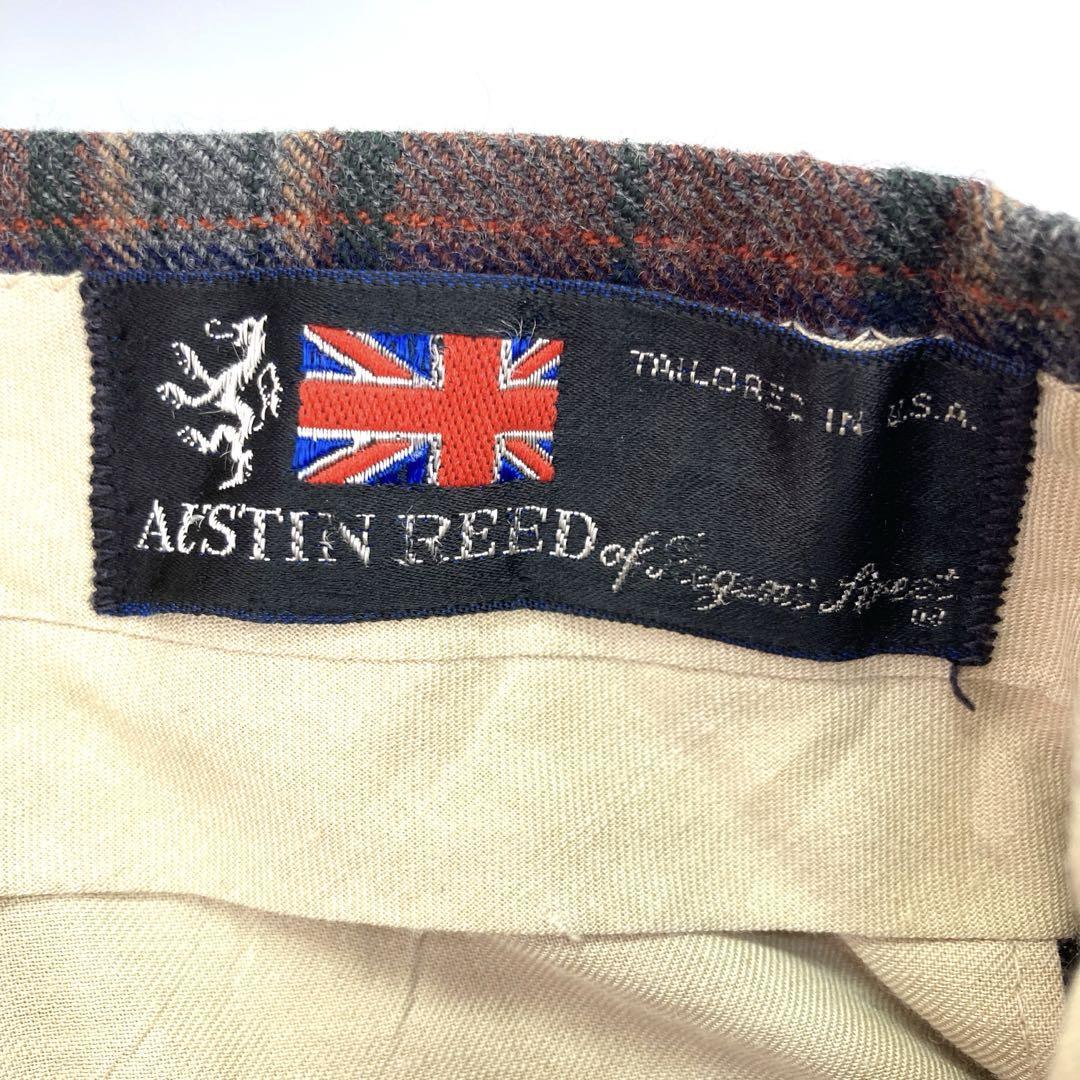 TAILORED IN U.S.A.
AUSTIN REED of Regent Street